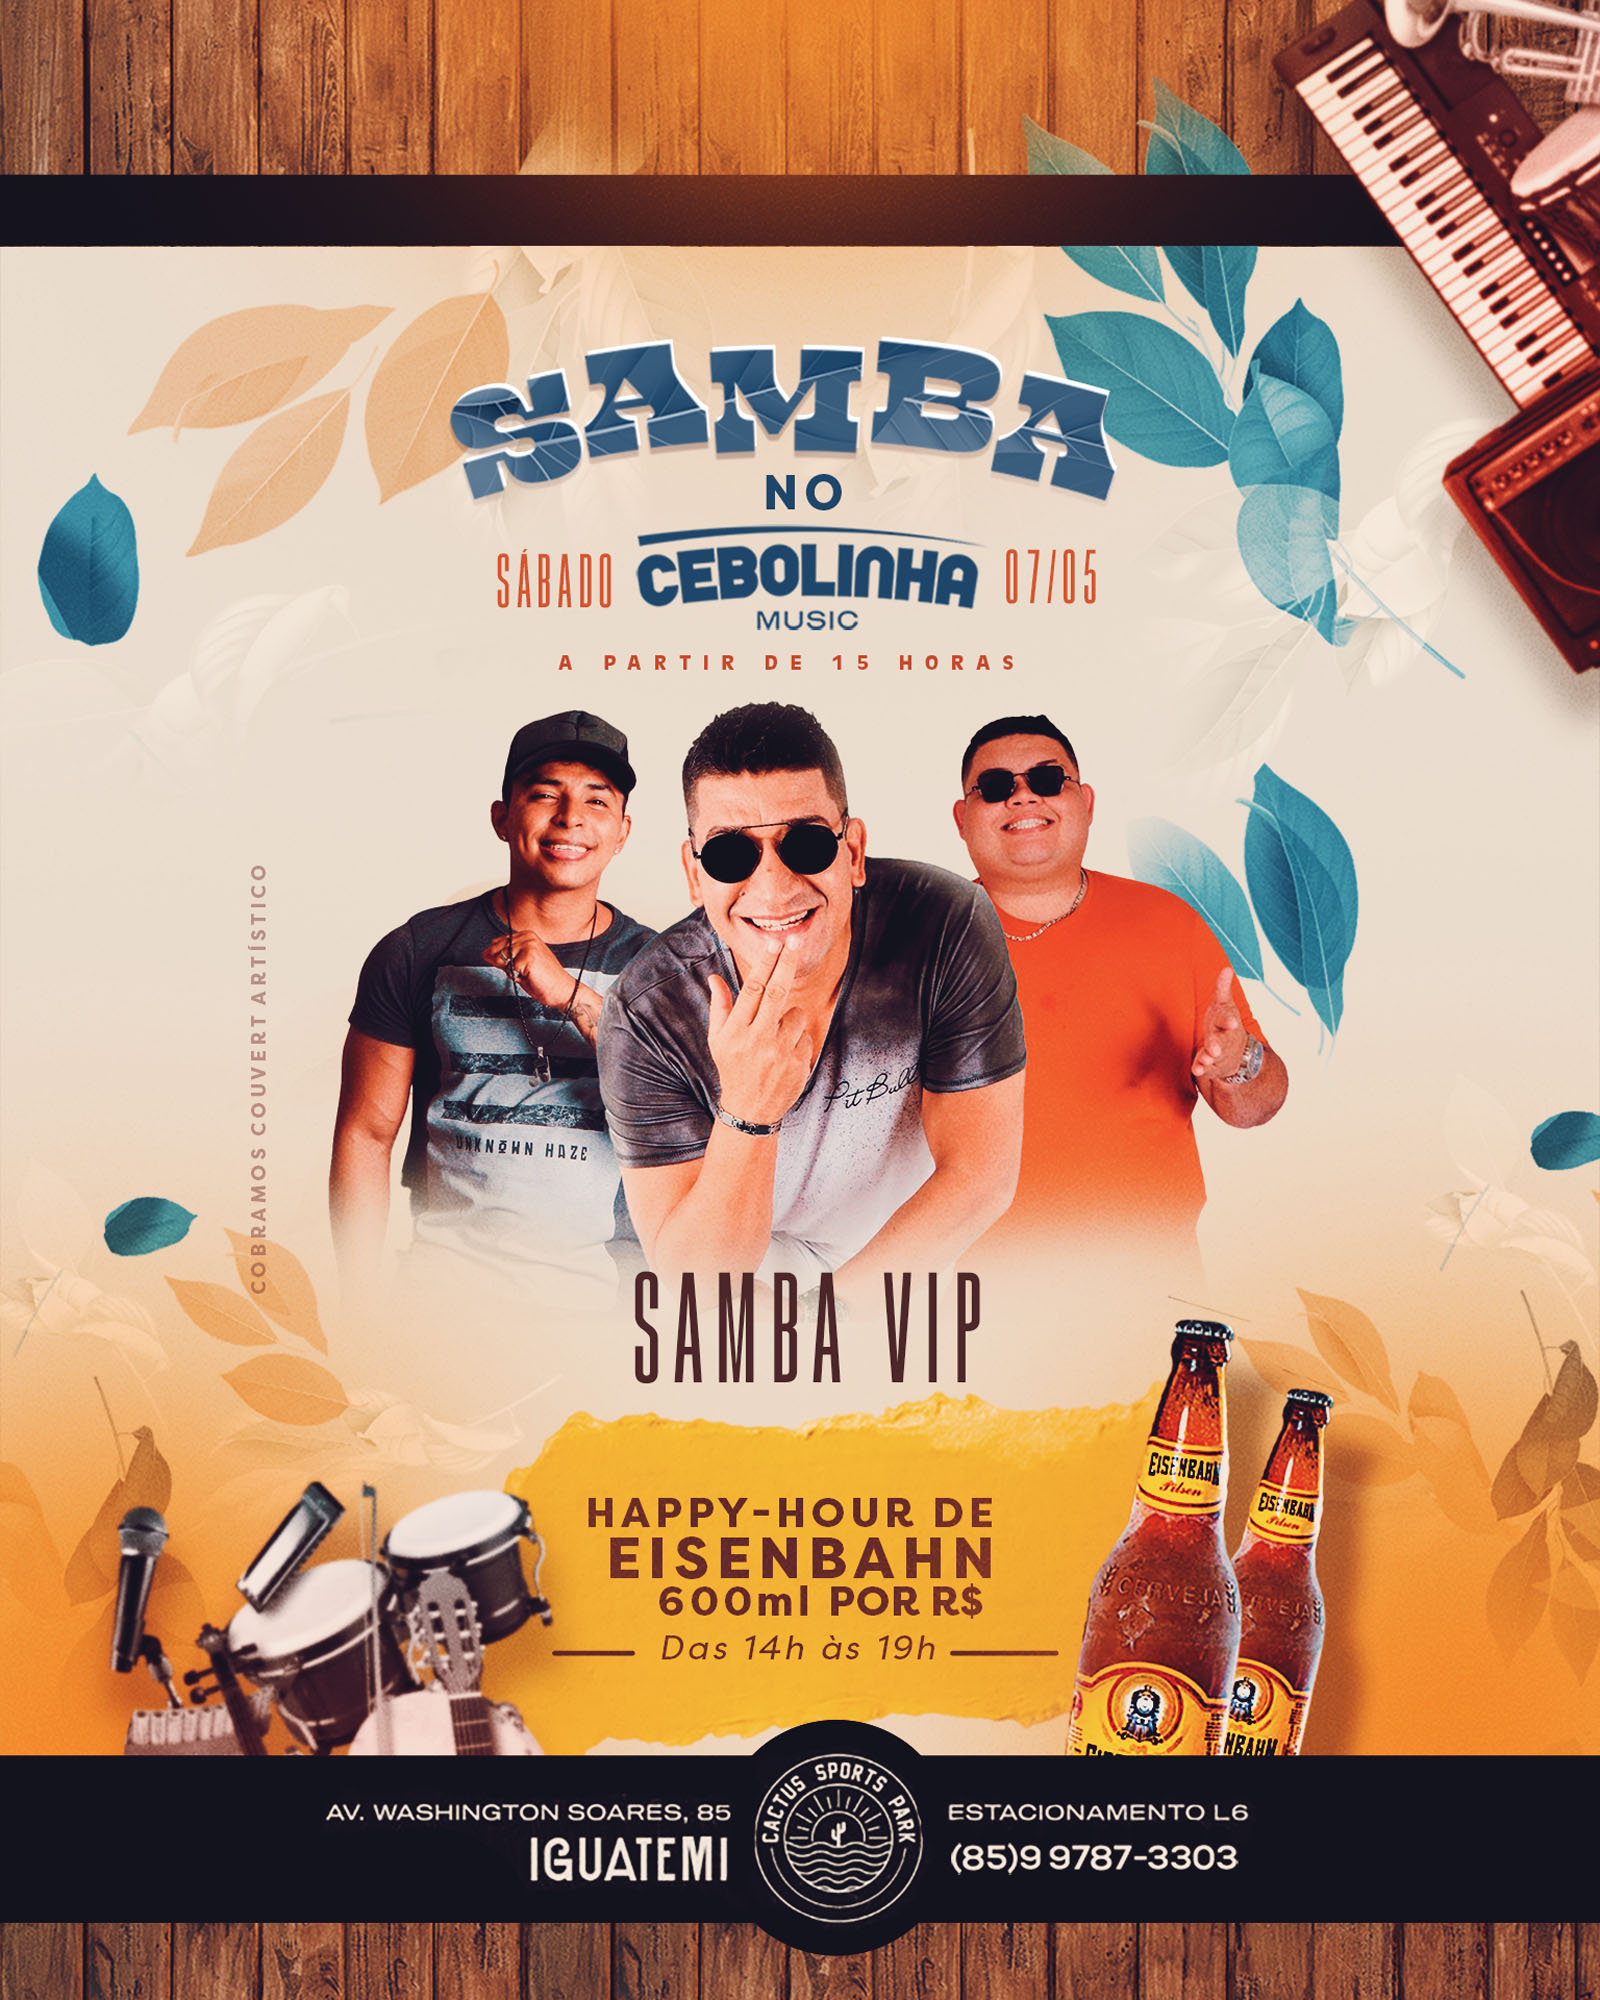 SAMBA
NO
SÁBADO
CEBOLINHA
MUSIC
07/05
A PARTIR DE 15 HORAS
COBRAMOS COUVERT ARTÍSTICO
Pit Bull
UNKNOWN HAZE
SAMBA VIP
HAPPY-HOUR DE
EISENBAHN
600ml POR R$
Das 14h às 19h
EISENBAHN
Pilsen
CERVEJA
EISENBAHN
Pilsen
CERVEJA
NBAHN
AV. WASHINGTON SOARES, 85
IGUATEMI
CACTUS SPORTS PARK
ESTACIONAMENTO L6
(85)9 9787-3303